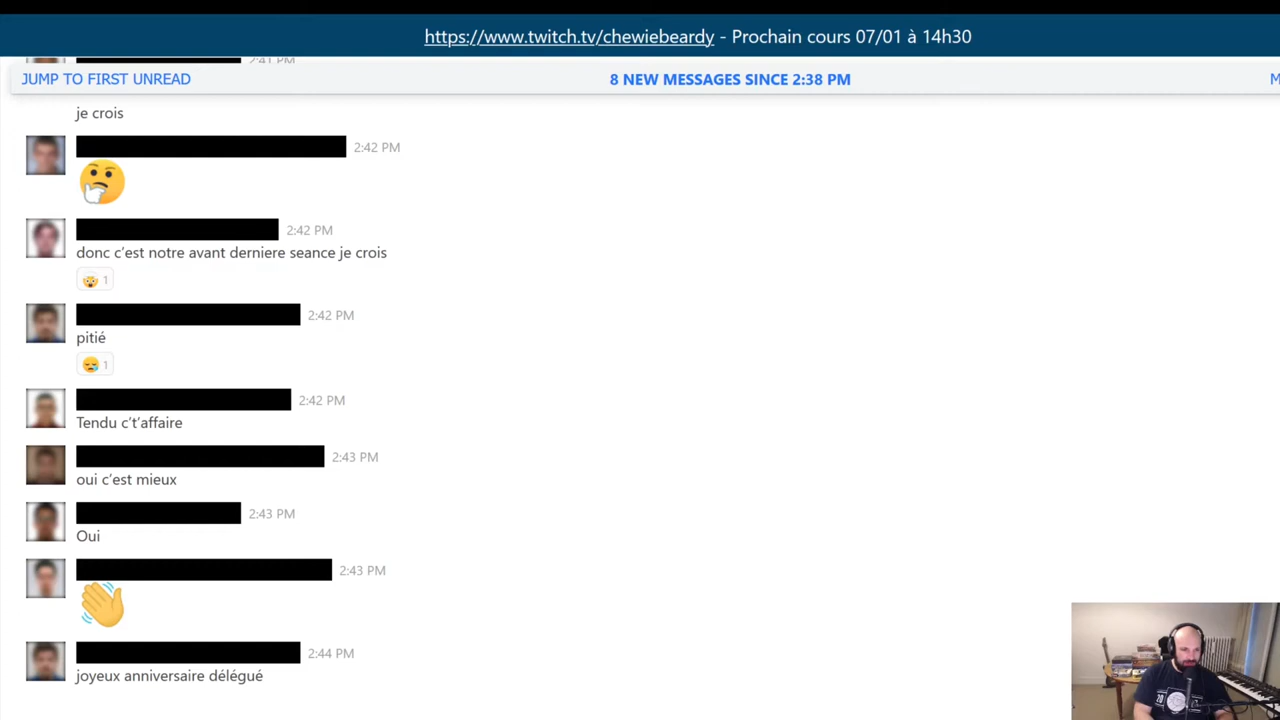 https://www.twitch.tv/chewiebeardy - Prochain cours 07/01 à 14h30
JUMP TO FIRST UNREAD
8 NEW MESSAGES SINCE 2:38 PM
je crois
2:42 PM
2:42 PM
donc c’est notre avant derniere seance je crois
1
2:42 PM
pitié
1
2:42 PM
Tendu c’t’affaire
2:43 PM
oui c’est mieux
2:43 PM
Oui
2:43 PM
2:44 PM
joyeux anniversaire délégué